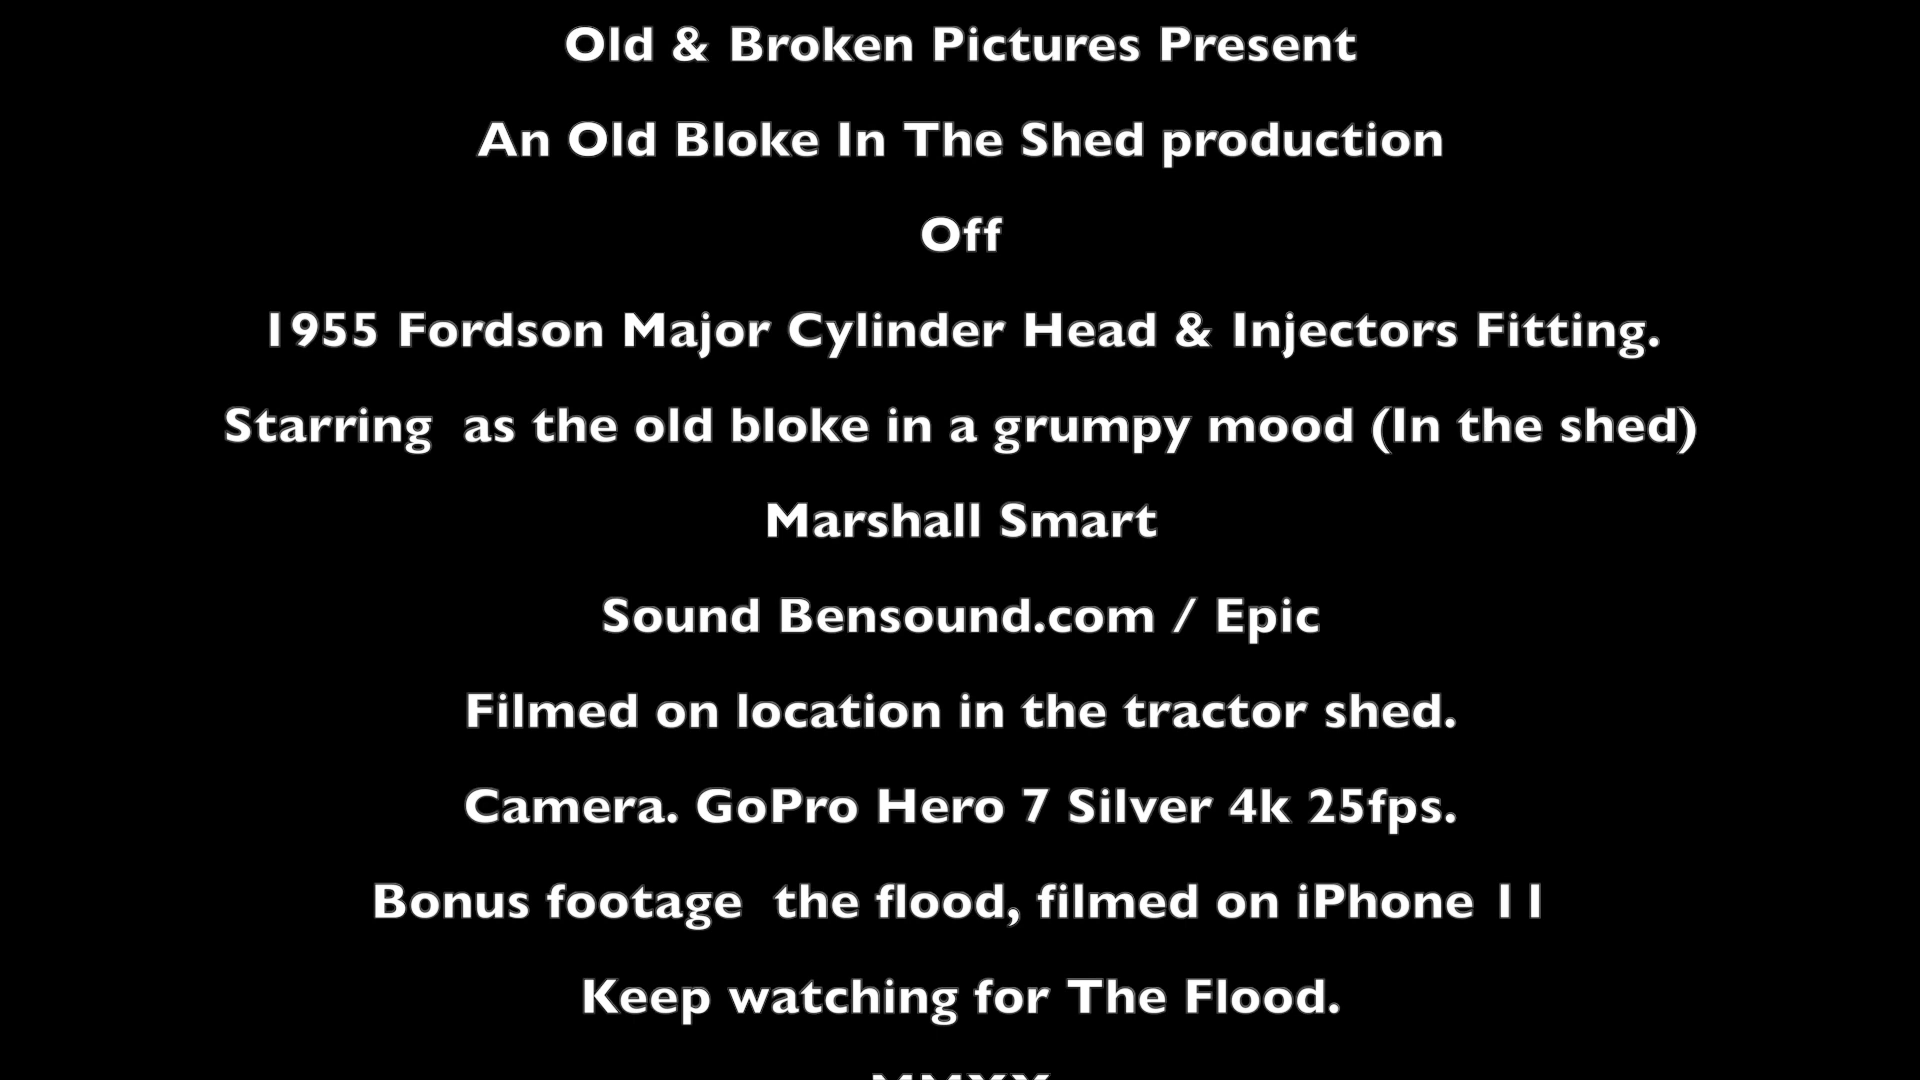 Old & Broken Pictures Present
An Old Bloke In The Shed production
Off
1955 Fordson Major Cylinder Head & Injectors Fitting.
Starring  as the old bloke in a grumpy mood (In the shed)
Marshall Smart
Sound Bensound.com / Epic
Filmed on location in the tractor shed.
Camera. GoPro Hero 7 Silver 4k 25fps.
Bonus footage  the flood, filmed on iPhone 11
Keep watching for The Flood.